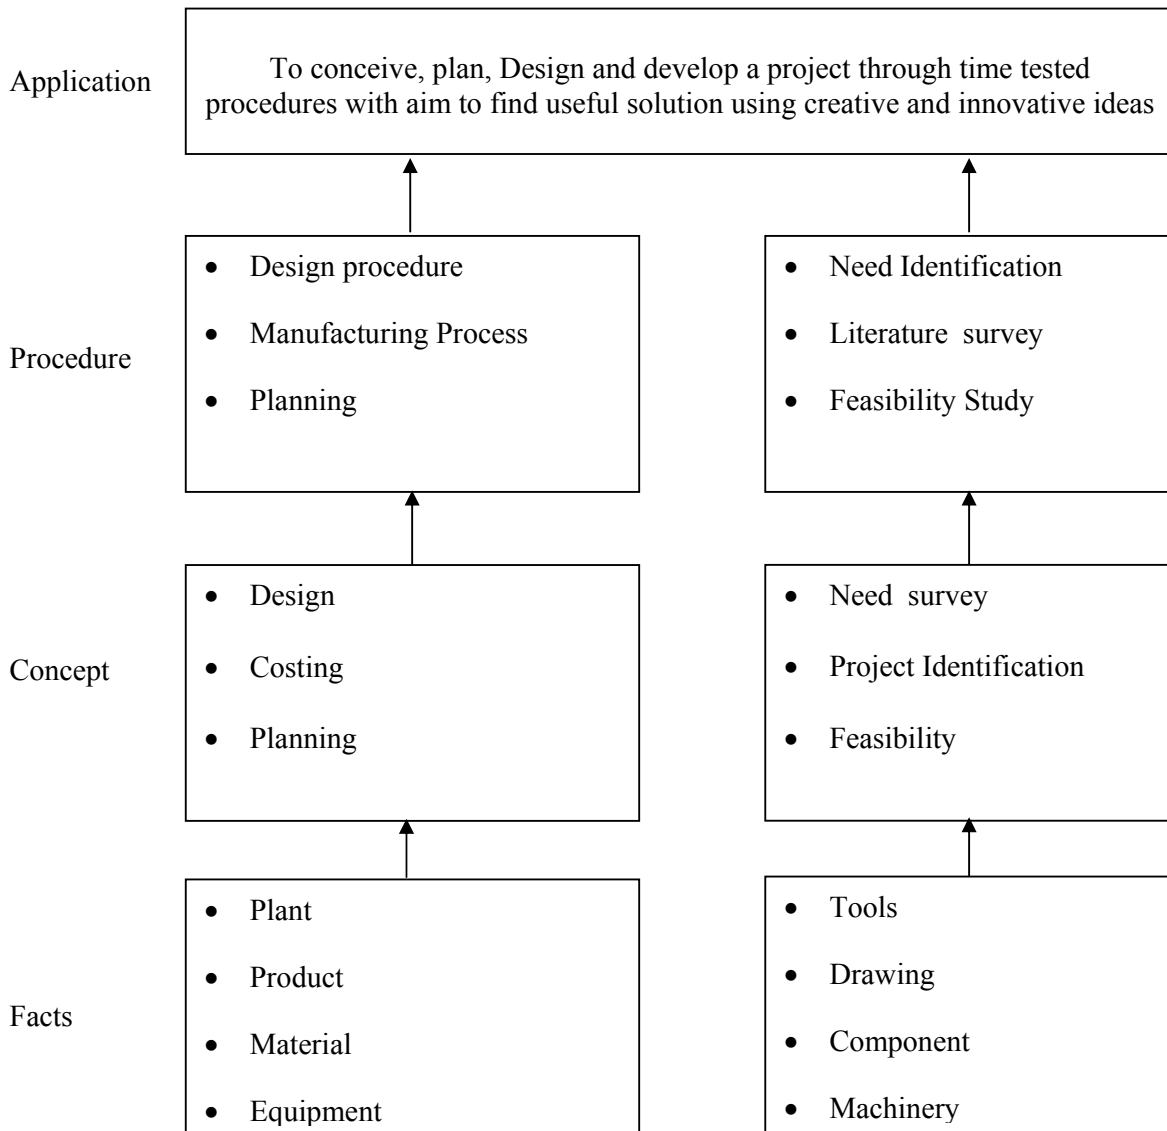 Application
To conceive, plan, Design and develop a project through time tested
procedures with aim to find useful solution using creative and innovative ideas
Procedure
• Design procedure
• Manufacturing Process
• Planning
• Need Identification
• Literature survey
• Feasibility Study
Concept
• Design
• Costing
• Planning
• Need survey
• Project Identification
• Feasibility
Facts
• Plant
• Product
• Material
• Equipment
• Tools
• Drawing
• Component
• Machinery